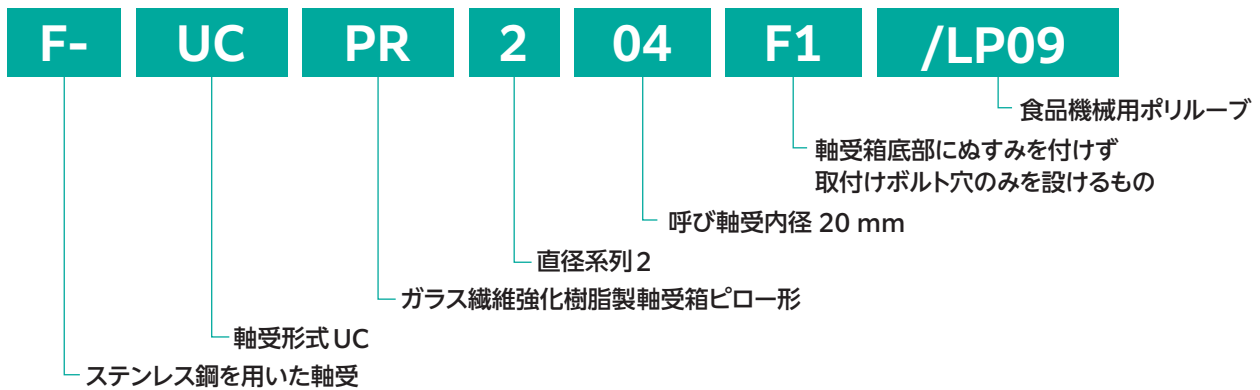 F- UC PR 2 04 F1 /LP09
食品機械用ポリルーブ
軸受箱底部にぬすみを付けず
取付けボルト穴のみを設けるもの
呼び軸受内径 20 mm
直径系列2
ガラス繊維強化樹脂製軸受箱ピロー形
軸受形式 UC
ステンレス鋼を用いた軸受